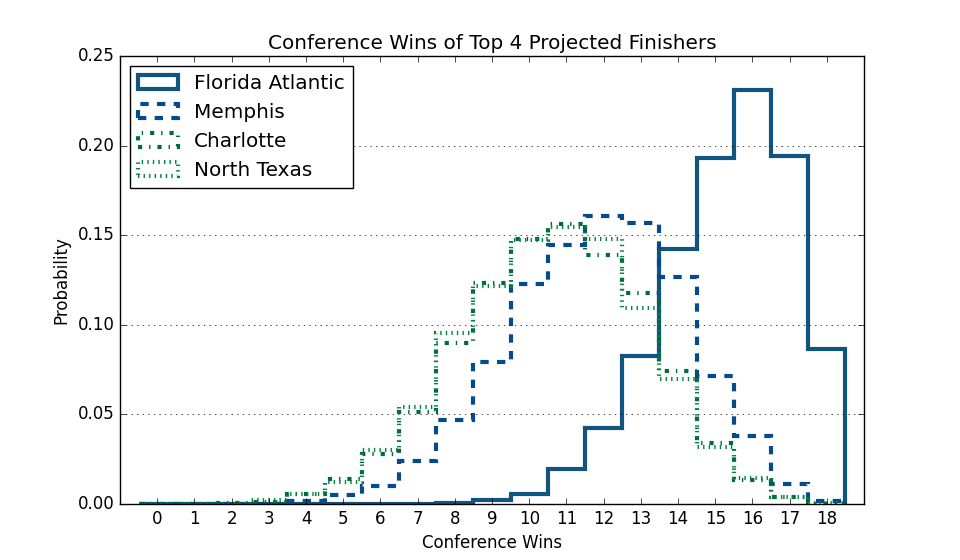 Conference Wins of Top 4 Projected Finishers
Florida Atlantic
Memphis
Charlotte
North Texas
Probability
0.25
0.20
0.15
0.10
0.05
0.00
0 1 2 3 4 5 6 7 8 9 10 11 12 13 14 15 16 17 18
Conference Wins